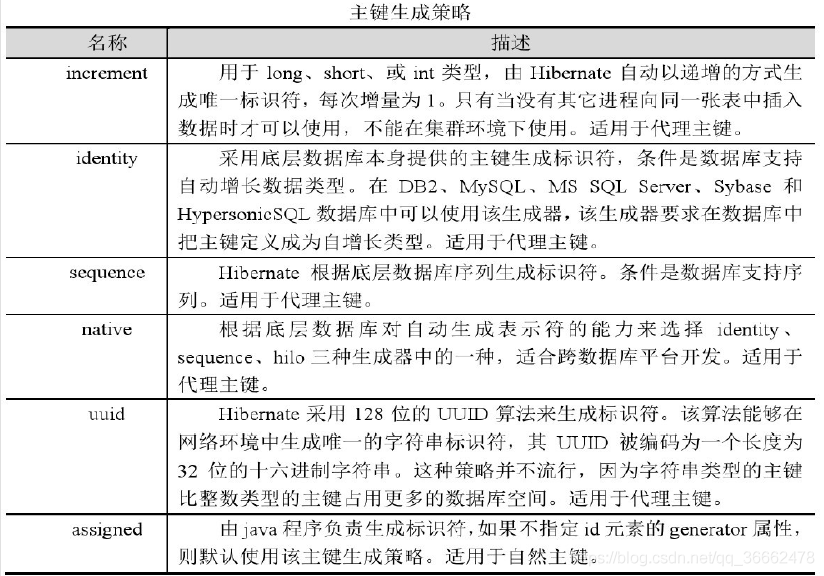 主键生成策略
名称 描述
increment 用于 long、short、或 int 类型，由 Hibernate 自动以递增的方式生
成唯一标识符，每次增量为 1。只有当没有其它进程向同一张表中插入
数据时才可以使用，不能在集群环境下使用。适用于代理主键。
identity 采用底层数据库本身提供的主键生成标识符，条件是数据库支持
自动增长数据类型。在 DB2、MySQL、MS SQL Server、Sybase 和
HypersonicSQL 数据库中可以使用该生成器，该生成器要求在数据库中
把主键定义成为自增长类型。适用于代理主键。
sequence Hibernate 根据底层数据库序列生成标识符。条件是数据库支持序
列。适用于代理主键。
native 根据底层数据库对自动生成表示符的能力来选择 identity、
sequence、hilo 三种生成器中的一种，适合跨数据库平台开发。适用于
代理主键。
uuid Hibernate 采用 128 位的 UUID 算法来生成标识符。该算法能够在
网络环境中生成唯一的字符串标识符，其 UUID 被编码为一个长度为
32 位的十六进制字符串。这种策略并不流行，因为字符串类型的主键
比整数类型的主键占用更多的数据库空间。适用于代理主键。
assigned 由 java 程序负责生成标识符，如果不指定 id 元素的 generator 属性，
则默认使用该主键生成策略。适用于自然主键。
https://blog.csdn.net/qq_36662478